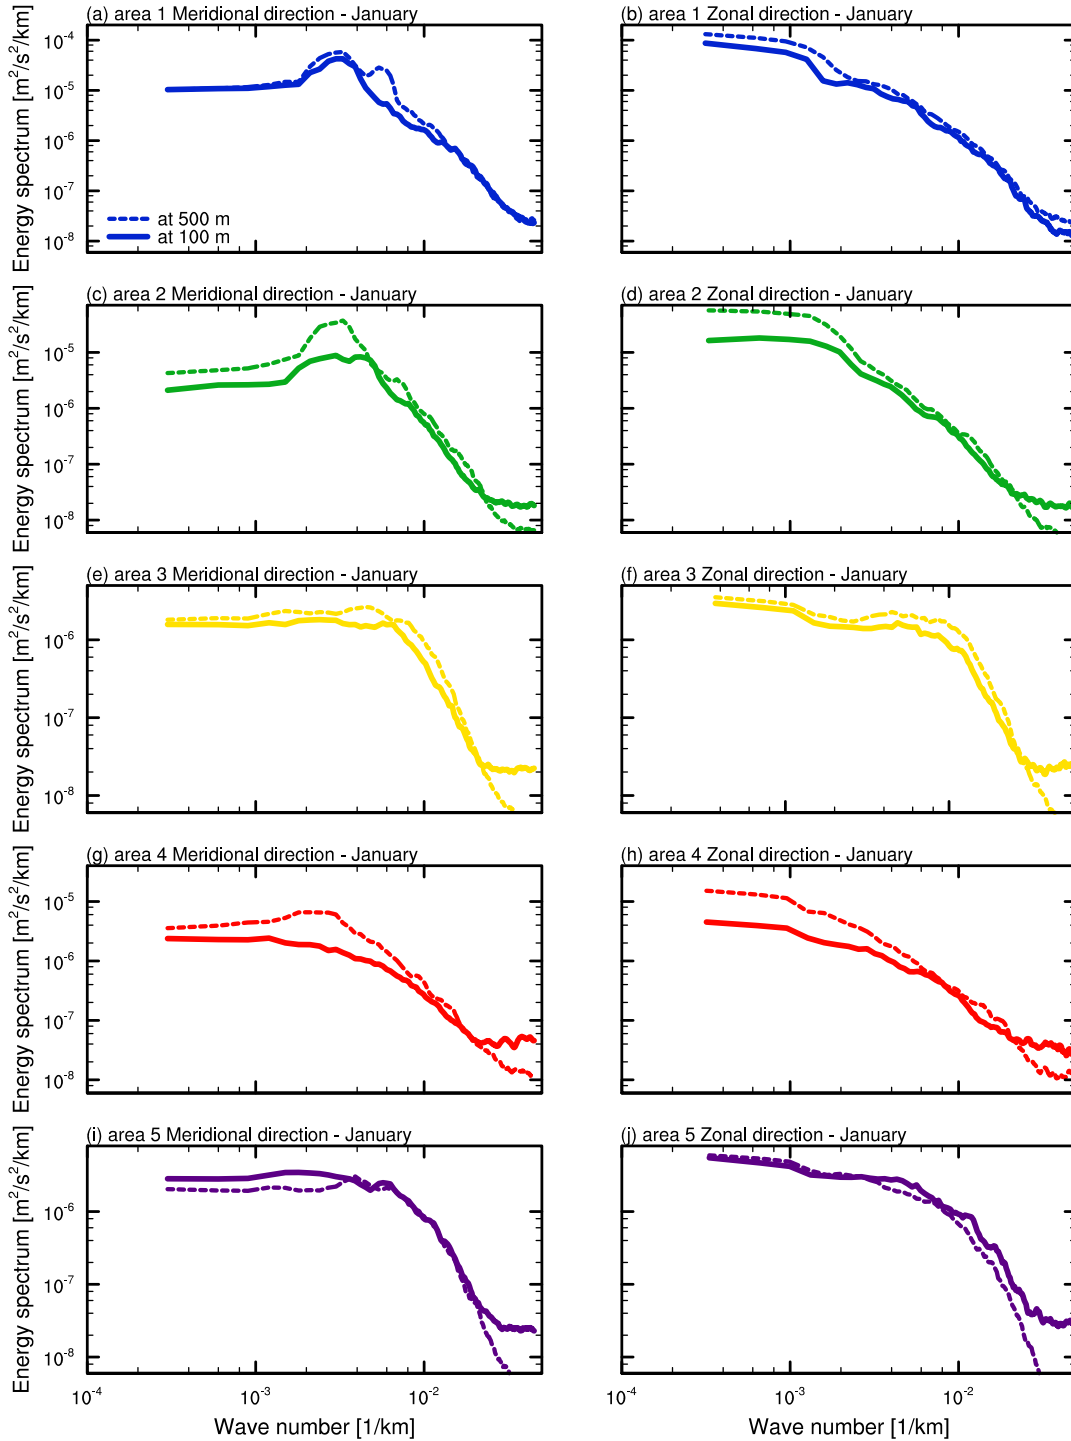 (a) area 1 Meridional direction - January
(b) area 1 Zonal direction - January
Energy spectrum [m²/s²/km]
10⁻⁴
10⁻⁵
10⁻⁶
10⁻⁷
10⁻⁸
at 500 m
at 100 m
(c) area 2 Meridional direction - January
(d) area 2 Zonal direction - January
Energy spectrum [m²/s²/km]
10⁻⁵
10⁻⁶
10⁻⁷
10⁻⁸
(e) area 3 Meridional direction - January
(f) area 3 Zonal direction - January
Energy spectrum [m²/s²/km]
10⁻⁶
10⁻⁷
10⁻⁸
(g) area 4 Meridional direction - January
(h) area 4 Zonal direction - January
Energy spectrum [m²/s²/km]
10⁻⁵
10⁻⁶
10⁻⁷
10⁻⁸
(i) area 5 Meridional direction - January
(j) area 5 Zonal direction - January
Energy spectrum [m²/s²/km]
10⁻⁶
10⁻⁷
10⁻⁸
10⁻⁴ 10⁻³ 10⁻²
10⁻⁴ 10⁻³ 10⁻²
Wave number [1/km]
Wave number [1/km]